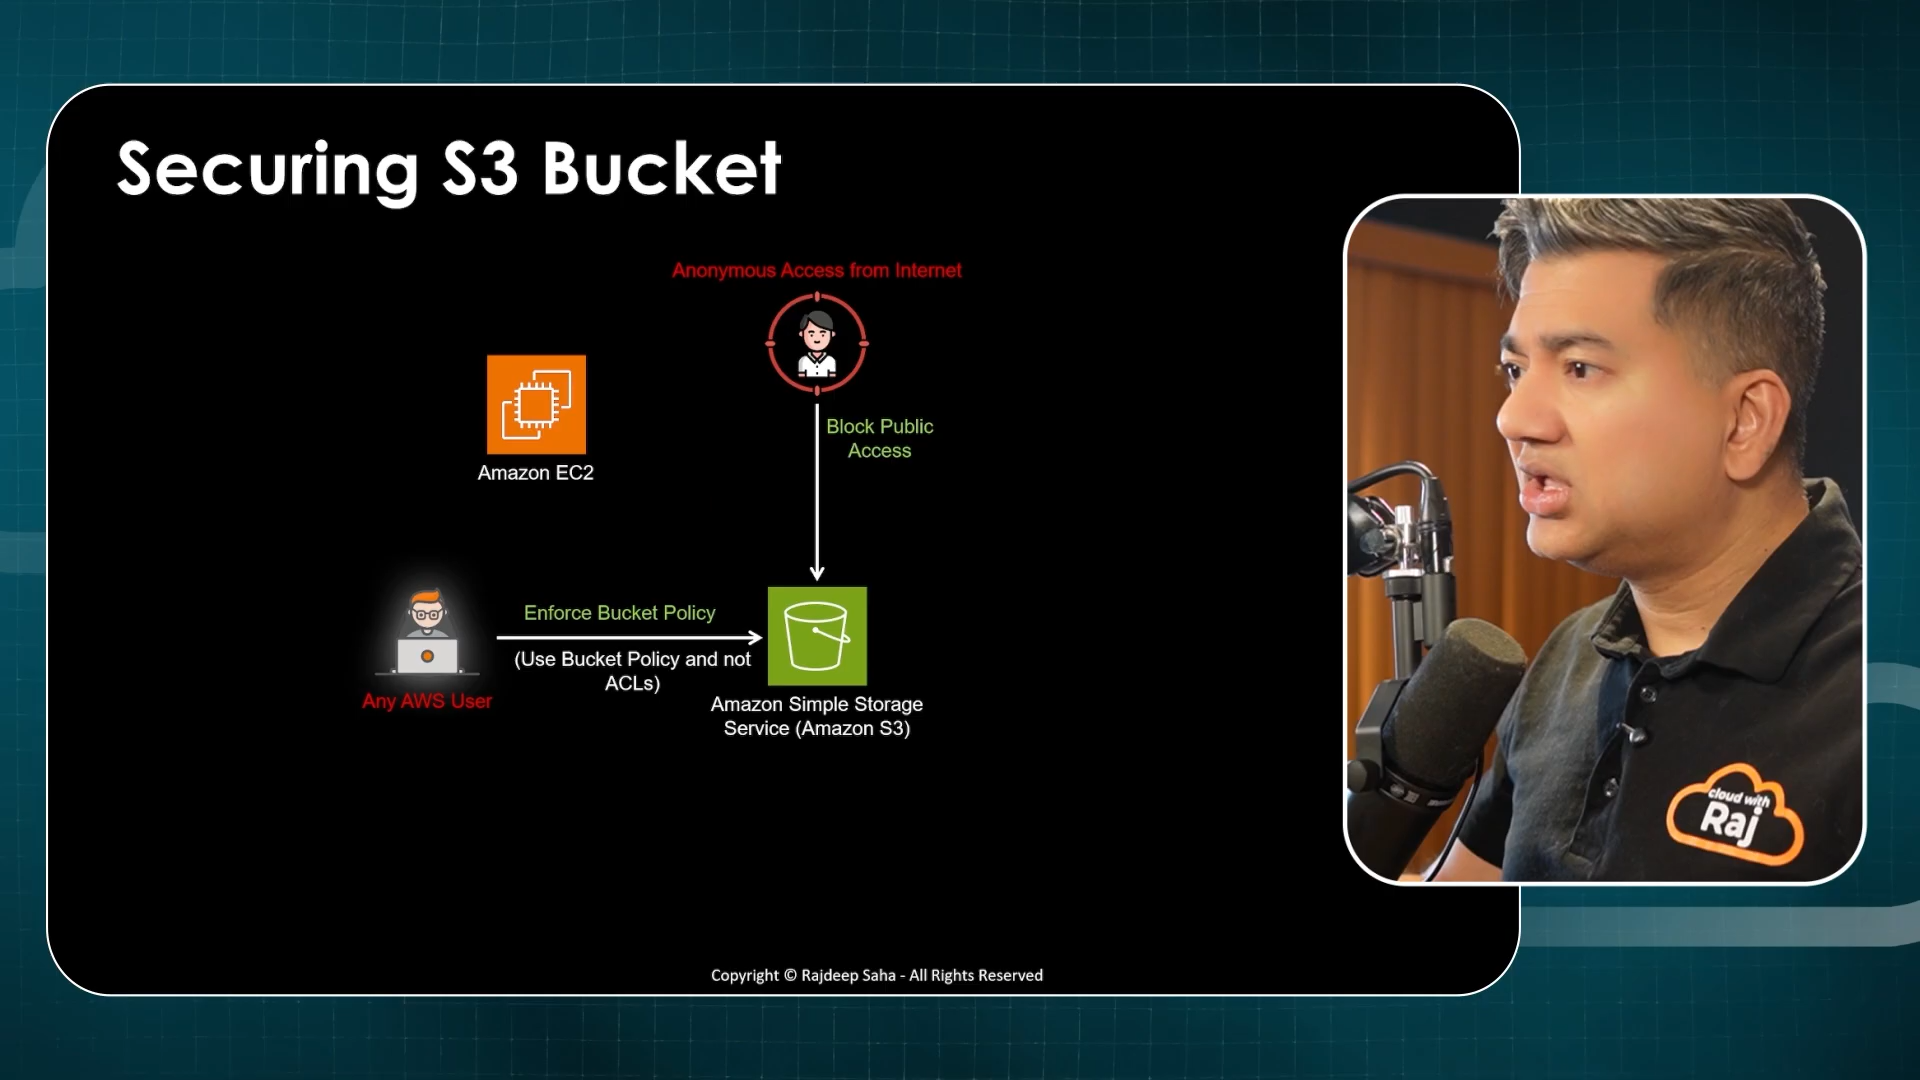 Securing S3 Bucket
Anonymous Access from Internet
Block Public
Access
Amazon EC2
Enforce Bucket Policy
(Use Bucket Policy and not
ACLs)
Any AWS User
Amazon Simple Storage
Service (Amazon S3)
cloud with
Raj
Copyright © Rajdeep Saha - All Rights Reserved